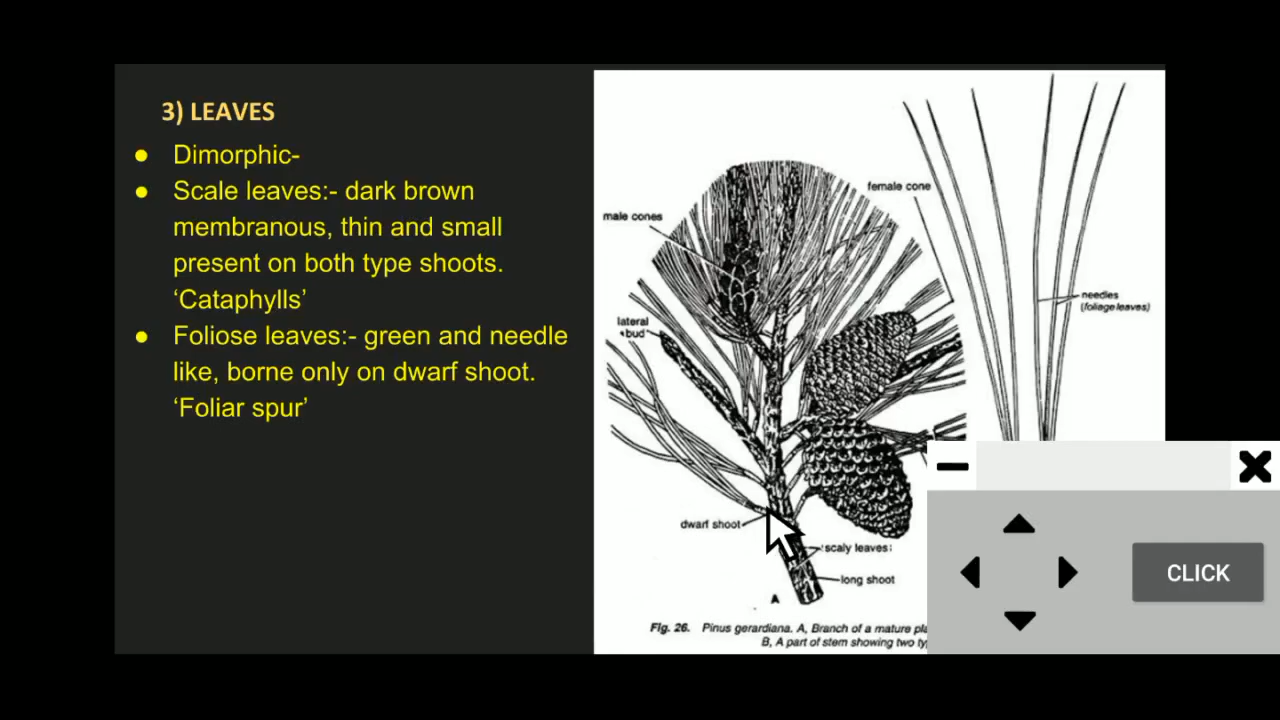 3) LEAVES
● Dimorphic-
● Scale leaves:- dark brown
membranous, thin and small
present on both type shoots.
‘Cataphylls’
● Foliose leaves:- green and needle
like, borne only on dwarf shoot.
‘Foliar spur’
female cone
male cones
needles
(foliage leaves)
lateral
bud
dwarf shoot
scaly leaves
long shoot
A
Fig. 26. Pinus gerardiana. A, Branch of a mature
B, A part of stem showing two
CLICK